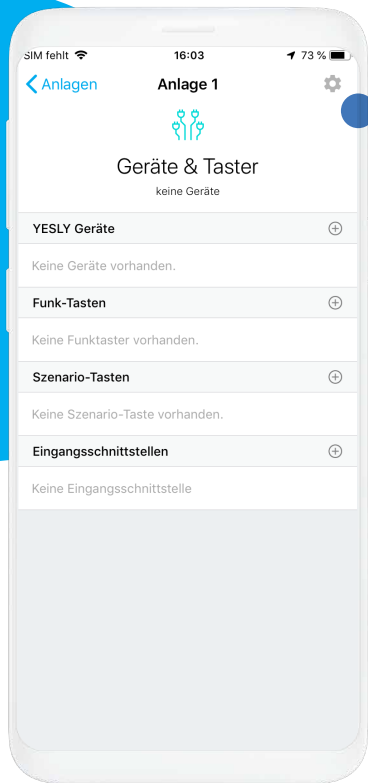 SIM fehlt 16:03 73 %
Anlagen Anlage 1
Geräte & Taster
keine Geräte
YESLY Geräte
Keine Geräte vorhanden.
Funk-Tasten
Keine Funktaster vorhanden.
Szenario-Tasten
Keine Szenario-Taste vorhanden.
Eingangsschnittstellen
Keine Eingangsschnittstelle